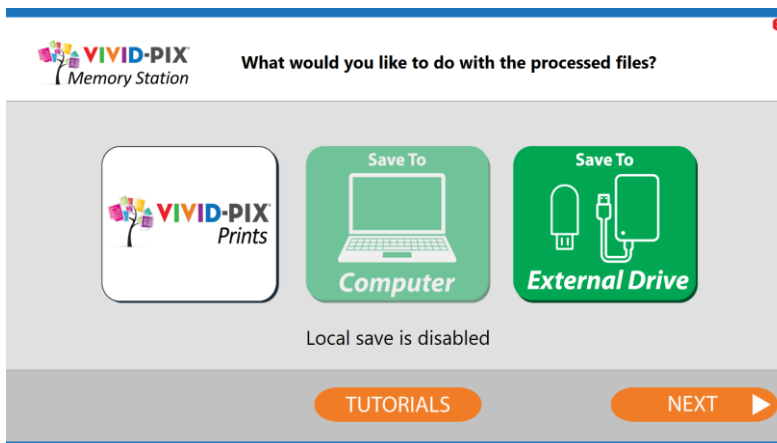 VIVID-PIX
Memory Station
What would you like to do with the processed files?
VIVID-PIX
Prints
Save To
Computer
Save To
External Drive
Local save is disabled
TUTORIALS
NEXT